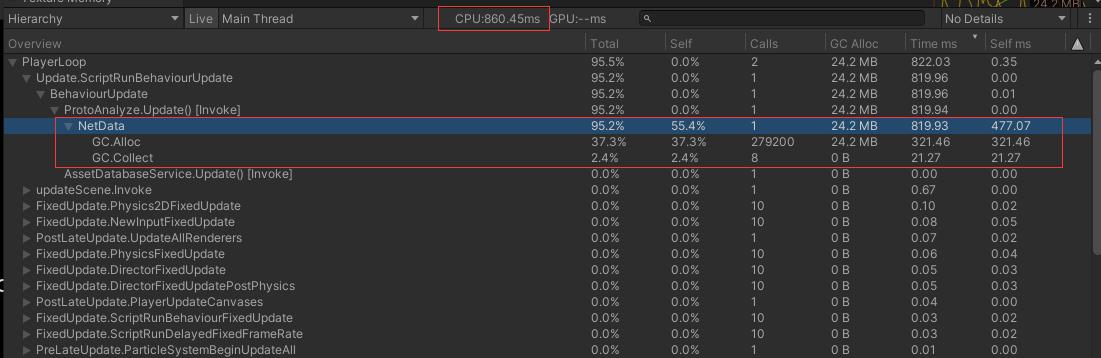 Texture Memory
24.2 MB
Hierarchy Live Main Thread CPU:860.45ms GPU:--ms No Details
Overview Total Self Calls GC Alloc Time ms Self ms
PlayerLoop 95.5% 0.0% 2 24.2 MB 822.03 0.35
Update.ScriptRunBehaviourUpdate 95.2% 0.0% 1 24.2 MB 819.96 0.00
BehaviourUpdate 95.2% 0.0% 1 24.2 MB 819.96 0.01
ProtoAnalyze.Update() [Invoke] 95.2% 0.0% 1 24.2 MB 819.94 0.00
NetData 95.2% 55.4% 1 24.2 MB 819.93 477.07
GC.Alloc 37.3% 37.3% 279200 24.2 MB 321.46 321.46
GC.Collect 2.4% 2.4% 8 0 B 21.27 21.27
AssetDatabaseService.Update() [Invoke] 0.0% 0.0% 1 0 B 0.00 0.00
updateScene.Invoke 0.0% 0.0% 1 0 B 0.67 0.00
FixedUpdate.Physics2DFixedUpdate 0.0% 0.0% 10 0 B 0.10 0.02
FixedUpdate.NewInputFixedUpdate 0.0% 0.0% 10 0 B 0.08 0.05
PostLateUpdate.UpdateAllRenderers 0.0% 0.0% 1 0 B 0.07 0.02
FixedUpdate.PhysicsFixedUpdate 0.0% 0.0% 10 0 B 0.06 0.04
FixedUpdate.DirectorFixedUpdate 0.0% 0.0% 10 0 B 0.05 0.03
FixedUpdate.DirectorFixedUpdatePostPhysics 0.0% 0.0% 10 0 B 0.05 0.03
PostLateUpdate.PlayerUpdateCanvases 0.0% 0.0% 1 0 B 0.04 0.00
FixedUpdate.ScriptRunBehaviourFixedUpdate 0.0% 0.0% 10 0 B 0.03 0.02
FixedUpdate.ScriptRunDelayedFixedFrameRate 0.0% 0.0% 10 0 B 0.03 0.02
PreLateUpdate.ParticleSystemBeginUpdateAll 0.0% 0.0% 1 0 B 0.01 0.00